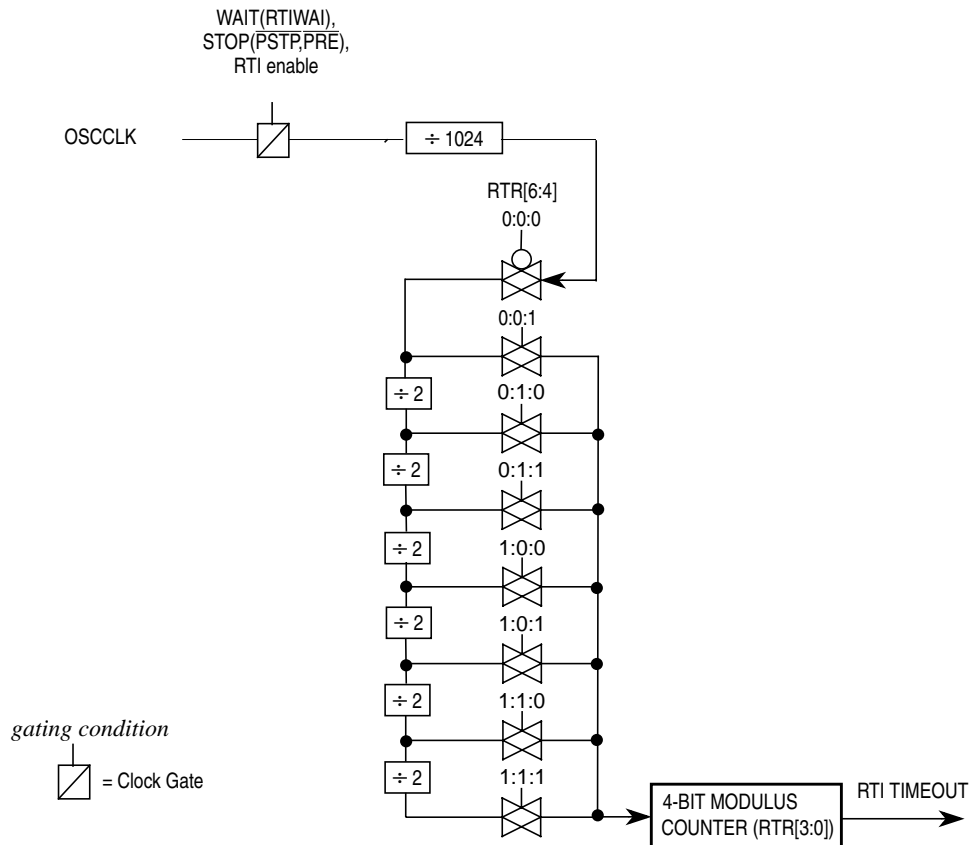 WAIT(RTIWAI),
STOP(PSTP,PRE),
RTI enable
OSCCLK
÷ 1024
RTR[6:4]
0:0:0
0:0:1
÷ 2
0:1:0
÷ 2
0:1:1
÷ 2
1:0:0
÷ 2
1:0:1
÷ 2
1:1:0
÷ 2
1:1:1
gating condition
= Clock Gate
4-BIT MODULUS
COUNTER (RTR[3:0])
RTI TIMEOUT